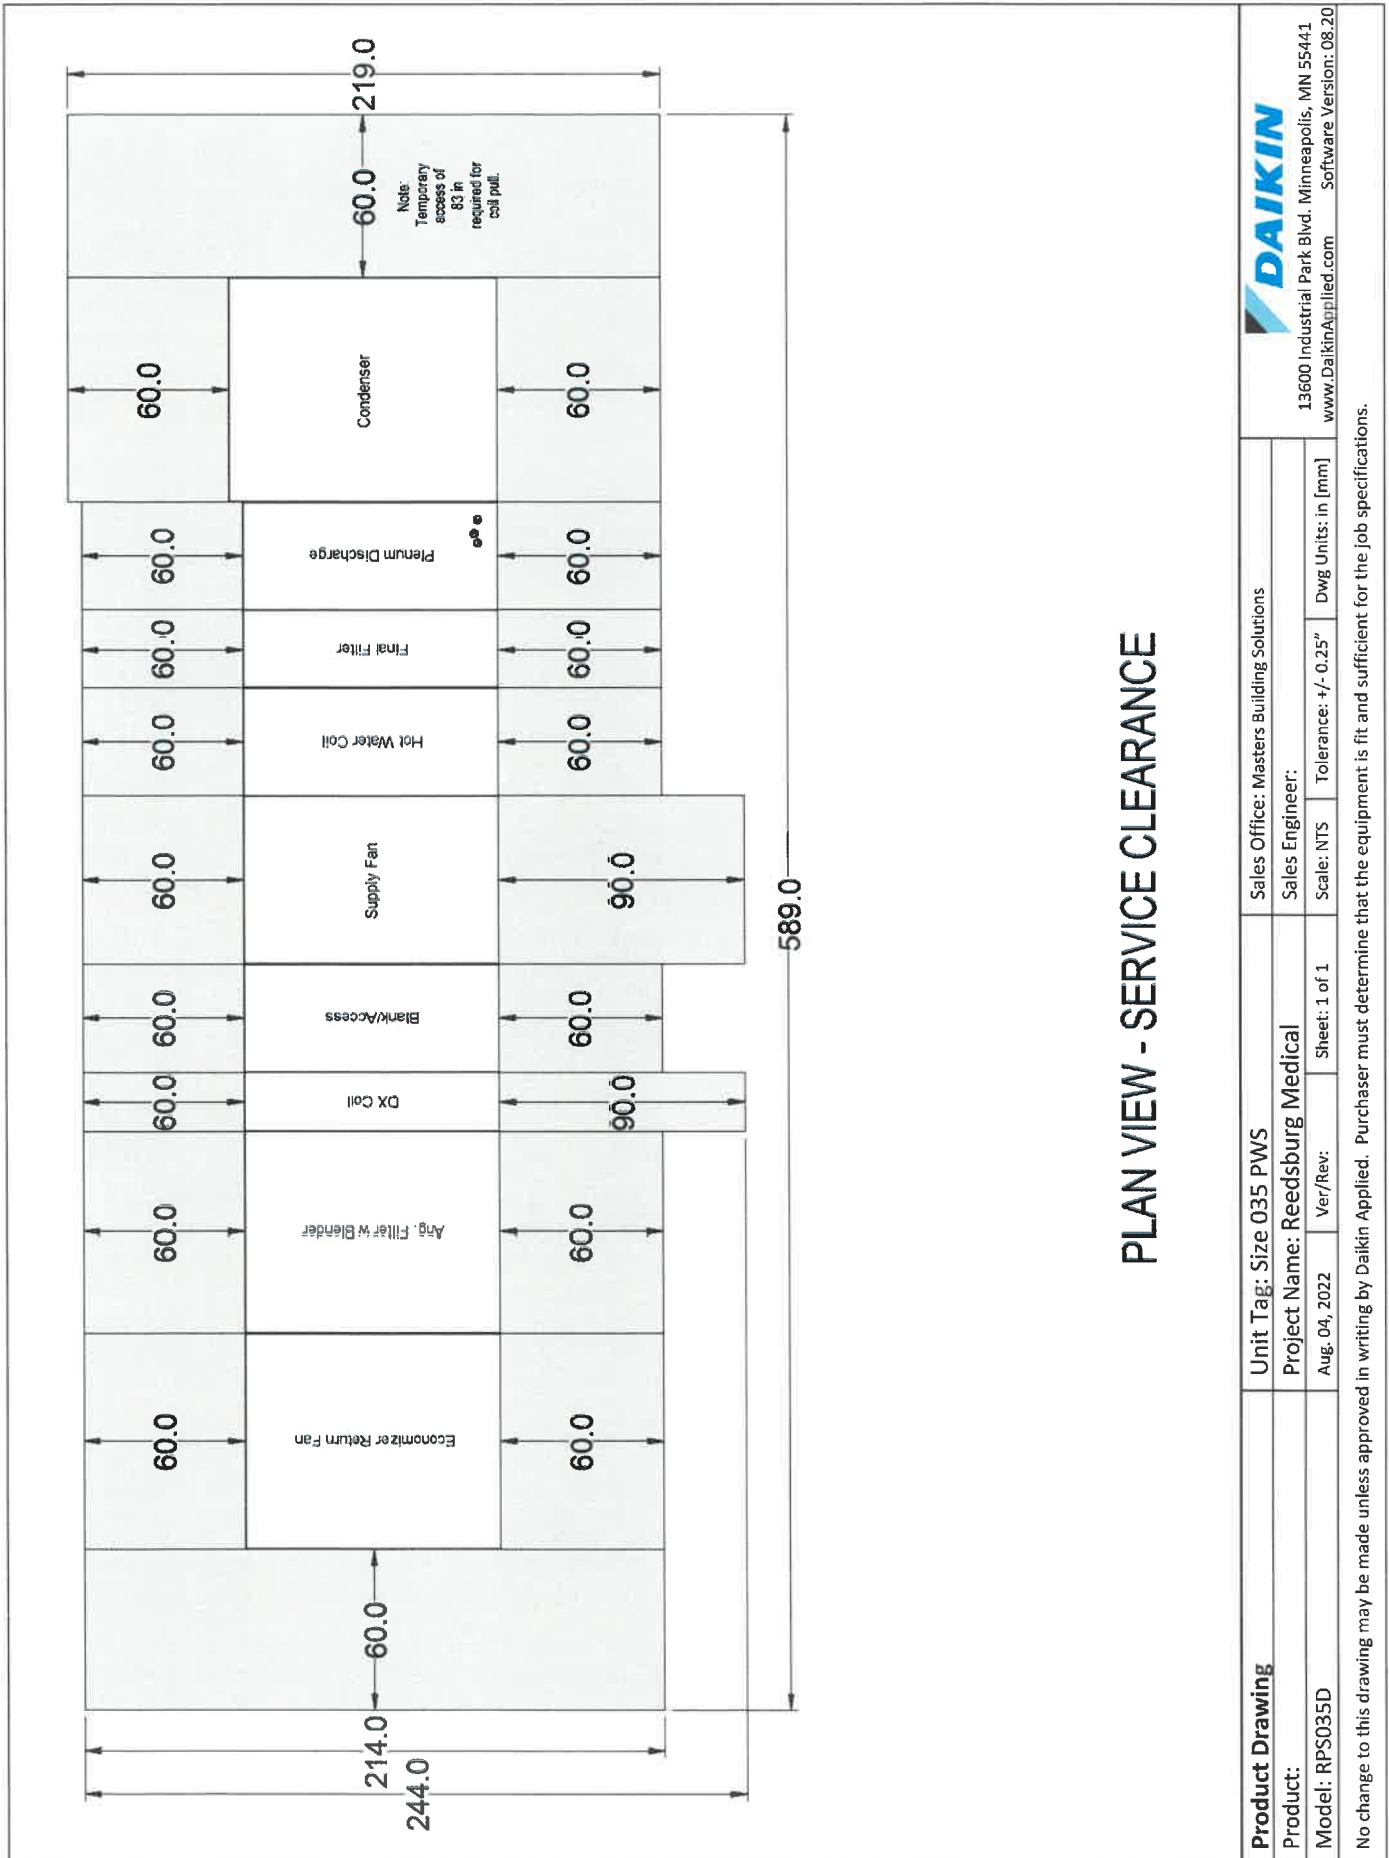 219.0
60.0
Note:
Temporary
access of
83 in
required for
coil pull.
60.0
60.0
60.0
60.0
60.0
60.0
60.0
60.0
60.0
Condenser
Plenum Discharge
Final Filter
Hot Water Coil
Supply Fan
Blank/Access
DX Coil
Ang. Filter w Blender
Economizer Return Fan
60.0
60.0
60.0
60.0
90.0
60.0
90.0
60.0
60.0
60.0
214.0
244.0
589.0
PLAN VIEW - SERVICE CLEARANCE
Product Drawing
Product:
Model: RPS035D
Unit Tag: Size 035 PWS
Project Name: Reedsburg Medical
Aug. 04, 2022
Ver/Rev:
Sheet: 1 of 1
Sales Office: Masters Building Solutions
Sales Engineer:
Scale: NTS
Tolerance: +/- 0.25"
Dwg Units: in [mm]
DAIKIN
13600 Industrial Park Blvd. Minneapolis, MN 55441
www.DaikinApplied.com Software Version: 08.20
No change to this drawing may be made unless approved in writing by Daikin Applied. Purchaser must determine that the equipment is fit and sufficient for the job specifications.